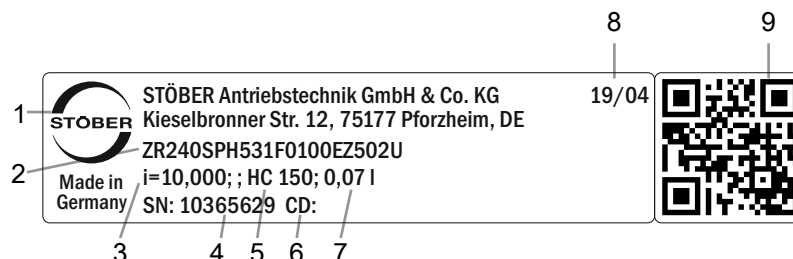 8
9
STÖBER Antriebstechnik GmbH & Co. KG 19/04
1
STÖBER
Kieselbronner Str. 12, 75177 Pforzheim, DE
2
ZR240SPH531F0100EZ502U
Made in
Germany
i=10,000; ; HC 150; 0,07 l
SN: 10365629 CD:
3 4 5 6 7